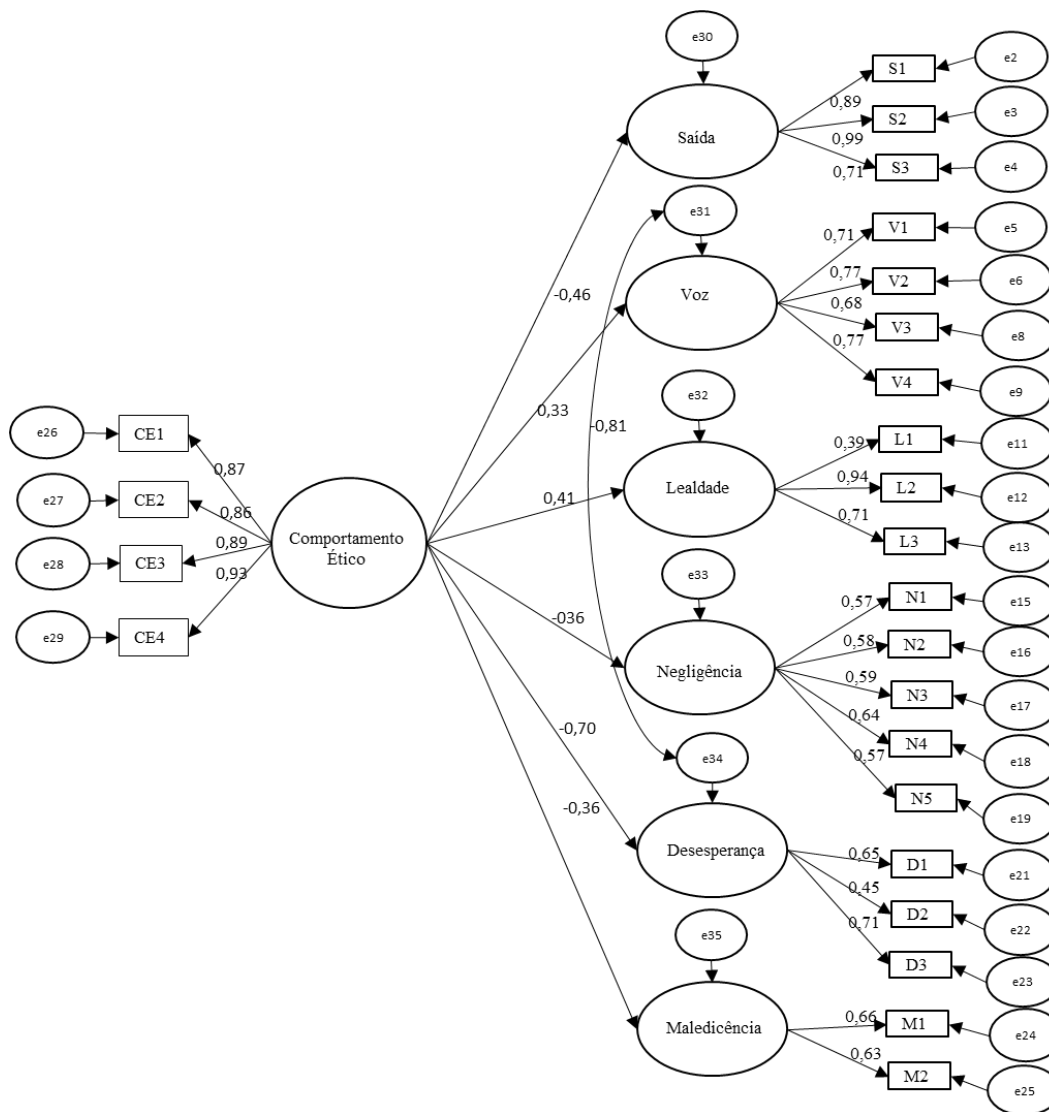 e30
S1
e2
0,89
S2
e3
Saída
0,99
S3
e4
0,71
e31
V1
e5
0,71
-0,46
Voz
0,77
V2
e6
0,68
V3
e8
0,77
V4
e9
e32
0,33
-0,81
e26
CE1
0,87
0,39
L1
e11
e27
CE2
0,86
0,41
Lealdade
0,94
L2
e12
Comportamento
Ético
0,89
0,71
L3
e13
e28
CE3
0,93
e33
e29
CE4
-036
0,57
N1
e15
0,58
N2
e16
Negligência
0,59
N3
e17
0,64
N4
e18
-0,70
0,57
e34
N5
e19
-0,36
Desesperança
0,65
D1
e21
0,45
D2
e22
0,71
e35
D3
e23
Maledicência
0,66
M1
e24
0,63
M2
e25